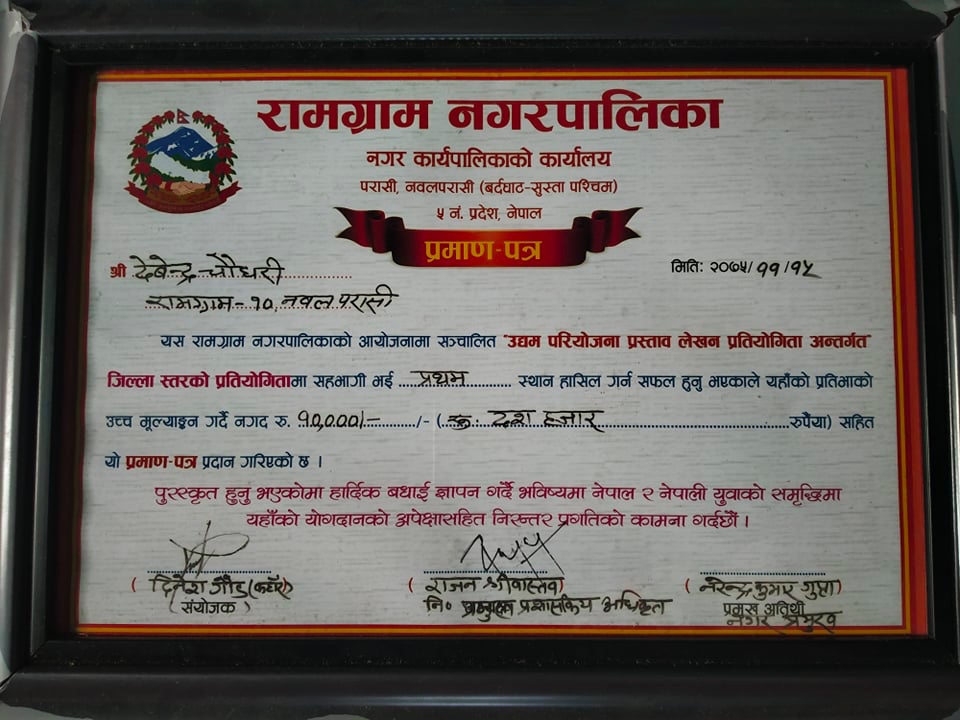 रामग्राम नगरपालिका
नगर कार्यपालिकाको कार्यालय
परासी, नवलपरासी (बर्दघाट-सुस्ता पश्चिम)
५ नं. प्रदेश, नेपाल
प्रमाण-पत्र
श्री देबेन्द्र चौधरी
मिति: २०७५/११/१५
रामग्राम - १०, नवलपरासी
यस रामग्राम नगरपालिकाको आयोजनामा सञ्चालित "उद्यम परियोजना प्रस्ताव लेखन प्रतियोगिता अन्तर्गत"
जिल्ला स्तरको प्रतियोगितामा सहभागी भई प्रथम स्थान हासिल गर्न सफल हुनु भएकाले यहाँको प्रतिभाको
उच्च मूल्याङ्कन गर्दै नगद रु. १०,०००/- /- (रु. दश हजार रुपैंया) सहित
यो प्रमाण-पत्र प्रदान गरिएको छ ।
पुरस्कृत हुनु भएकोमा हार्दिक बधाई ज्ञापन गर्दै भविष्यमा नेपाल र नेपाली युवाको समृद्धिमा
यहाँको योगदानको अपेक्षासहित निरन्तर प्रगतिको कामना गर्दछौं ।
( दिनेश गौड )
( संयोजक )
( राजन श्रीवास्तव )
नि० प्रमुख प्रशासकिय अधिकृत
( नरेन्द्र कुमार गुप्ता )
प्रमुख अतिथी
नगर प्रमुख